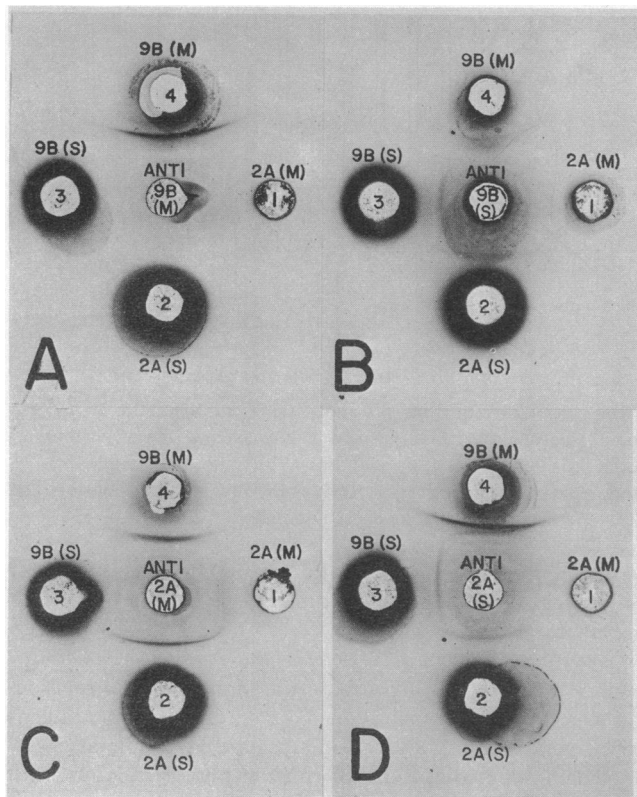 9B (M)
4
9B (S)
3
ANTI
9B
(M)
2A (M)
1
2
2A (S)
A
9B (M)
4
9B (S)
3
ANTI
9B
(S)
2A (M)
1
2
2A (S)
B
9B (M)
4
9B (S)
3
ANTI
2A
(M)
2A (M)
1
2
2A (S)
C
9B (M)
4
9B (S)
3
ANTI
2A
(S)
2A (M)
1
2
2A (S)
D